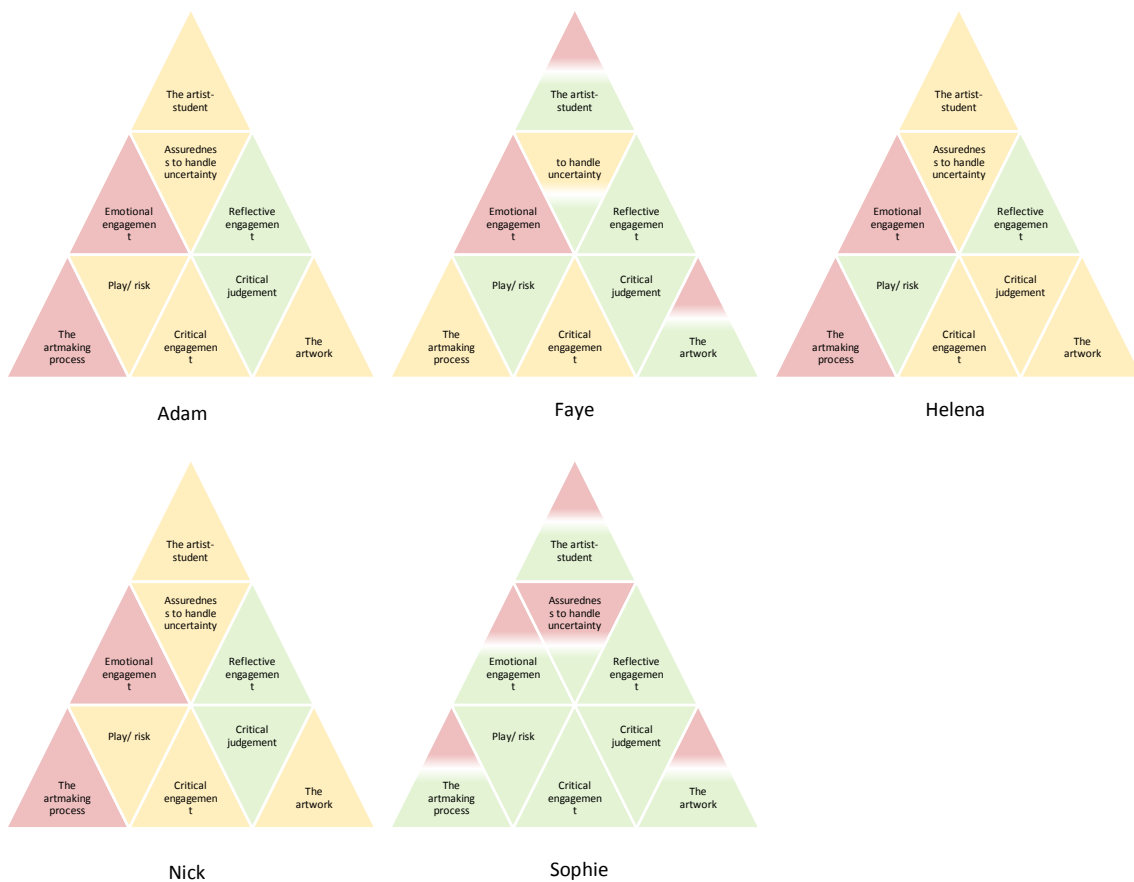 The artist-
student
Assurednes
s to handle
uncertainty
Emotional
engagemen
t
Reflective
engagemen
t
Play/ risk
Critical
judgement
The
artmaking
process
Critical
engagemen
t
The
artwork
Adam
The artist-
student
to handle
uncertainty
Emotional
engagemen
t
Reflective
engagemen
t
Play/ risk
Critical
judgement
The
artmaking
process
Critical
engagemen
t
The
artwork
Faye
The artist-
student
Assurednes
s to handle
uncertainty
Emotional
engagemen
t
Reflective
engagemen
t
Play/ risk
Critical
judgement
The
artmaking
process
Critical
engagemen
t
The
artwork
Helena
The artist-
student
Assurednes
s to handle
uncertainty
Emotional
engagemen
t
Reflective
engagemen
t
Play/ risk
Critical
judgement
The
artmaking
process
Critical
engagemen
t
The
artwork
Nick
The artist-
student
Assurednes
s to handle
uncertainty
Emotional
engagemen
t
Reflective
engagemen
t
Play/ risk
Critical
judgement
The
artmaking
process
Critical
engagemen
t
The
artwork
Sophie